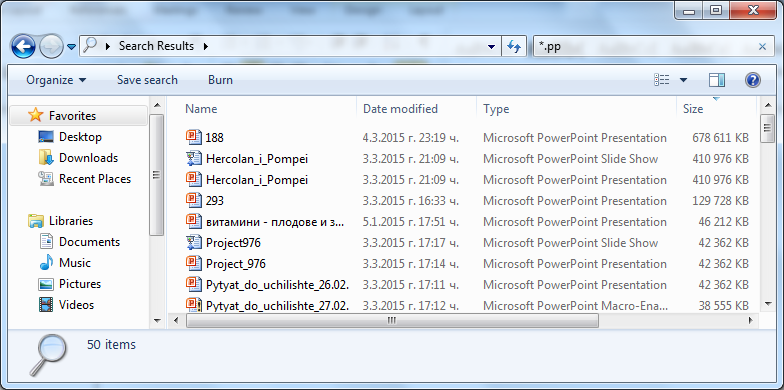 Search Results
*.pp
Organize
Save search
Burn
Favorites
Desktop
Downloads
Recent Places
Libraries
Documents
Music
Pictures
Videos
Name Date modified Type Size
188 4.3.2015 г. 23:19 ч. Microsoft PowerPoint Presentation 678 611 KB
Hercolan_i_Pompei 3.3.2015 г. 21:09 ч. Microsoft PowerPoint Slide Show 410 976 KB
Hercolan_i_Pompei 3.3.2015 г. 21:09 ч. Microsoft PowerPoint Presentation 410 976 KB
293 3.3.2015 г. 16:33 ч. Microsoft PowerPoint Presentation 129 728 KB
витамини - плодове и з... 5.1.2015 г. 17:51 ч. Microsoft PowerPoint Presentation 46 212 KB
Project976 3.3.2015 г. 17:17 ч. Microsoft PowerPoint Slide Show 42 362 KB
Project_976 3.3.2015 г. 17:14 ч. Microsoft PowerPoint Presentation 42 362 KB
Pytyat_do_uchilishte_26.02. 3.3.2015 г. 17:11 ч. Microsoft PowerPoint Presentation 42 362 KB
Pytyat_do_uchilishte_27.02. 3.3.2015 г. 17:12 ч. Microsoft PowerPoint Macro-Ena... 38 555 KB
50 items